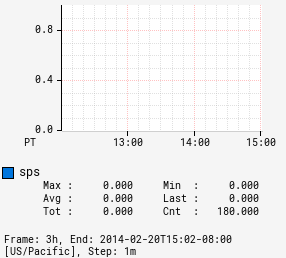 0.8
0.4
0.0
PT 13:00 14:00 15:00
sps
Max : 0.000 Min : 0.000
Avg : 0.000 Last : 0.000
Tot : 0.000 Cnt : 180.000
Frame: 3h, End: 2014-02-20T15:02-08:00
[US/Pacific], Step: 1m